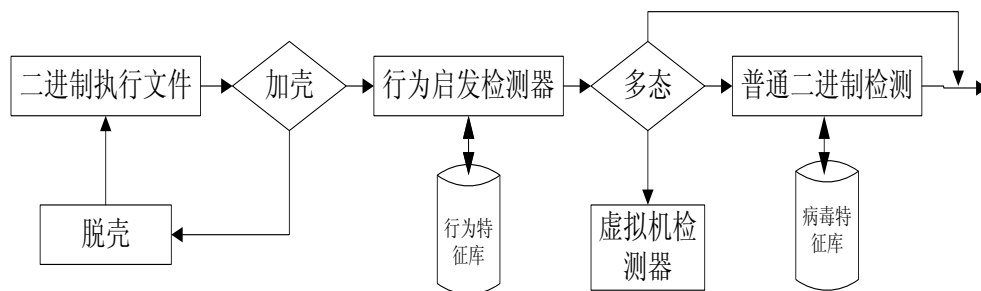 二进制执行文件
加壳
行为启发检测器
多态
普通二进制检测
脱壳
行为特
征库
虚拟机检
测器
病毒特
征库